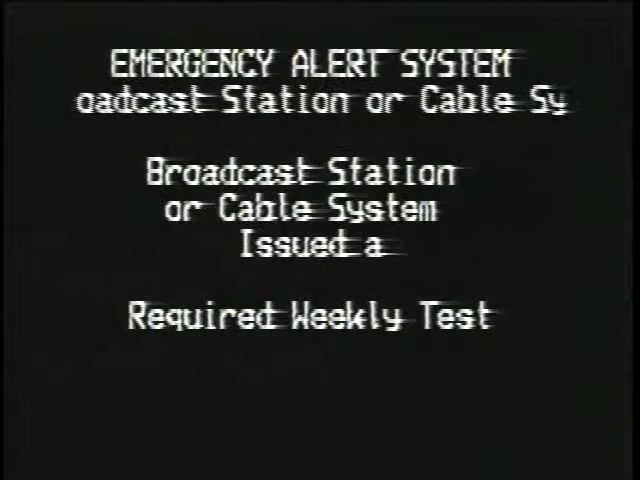 EMERGENCY ALERT SYSTEM
oadcast Station or Cable Sy
Broadcast Station
or Cable System
Issued a
Required Weekly Test